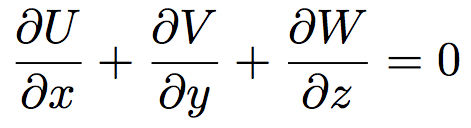 ∂U/∂x + ∂V/∂y + ∂W/∂z = 0